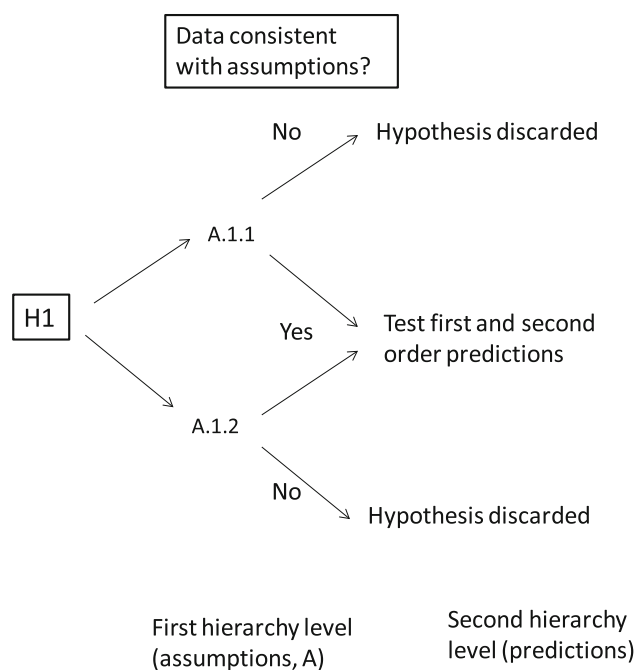 Data consistent
with assumptions?
No
Hypothesis discarded
A.1.1
H1
Yes
Test first and second
order predictions
A.1.2
No
Hypothesis discarded
First hierarchy level
(assumptions, A)
Second hierarchy
level (predictions)